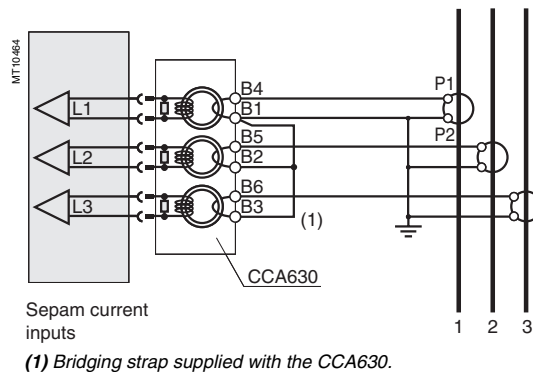 MT10464
B4
P1
L1
B1
B5
P2
L2
B2
B6
L3
B3
(1)
CCA630
Sepam current
inputs
1 2 3
(1) Bridging strap supplied with the CCA630.